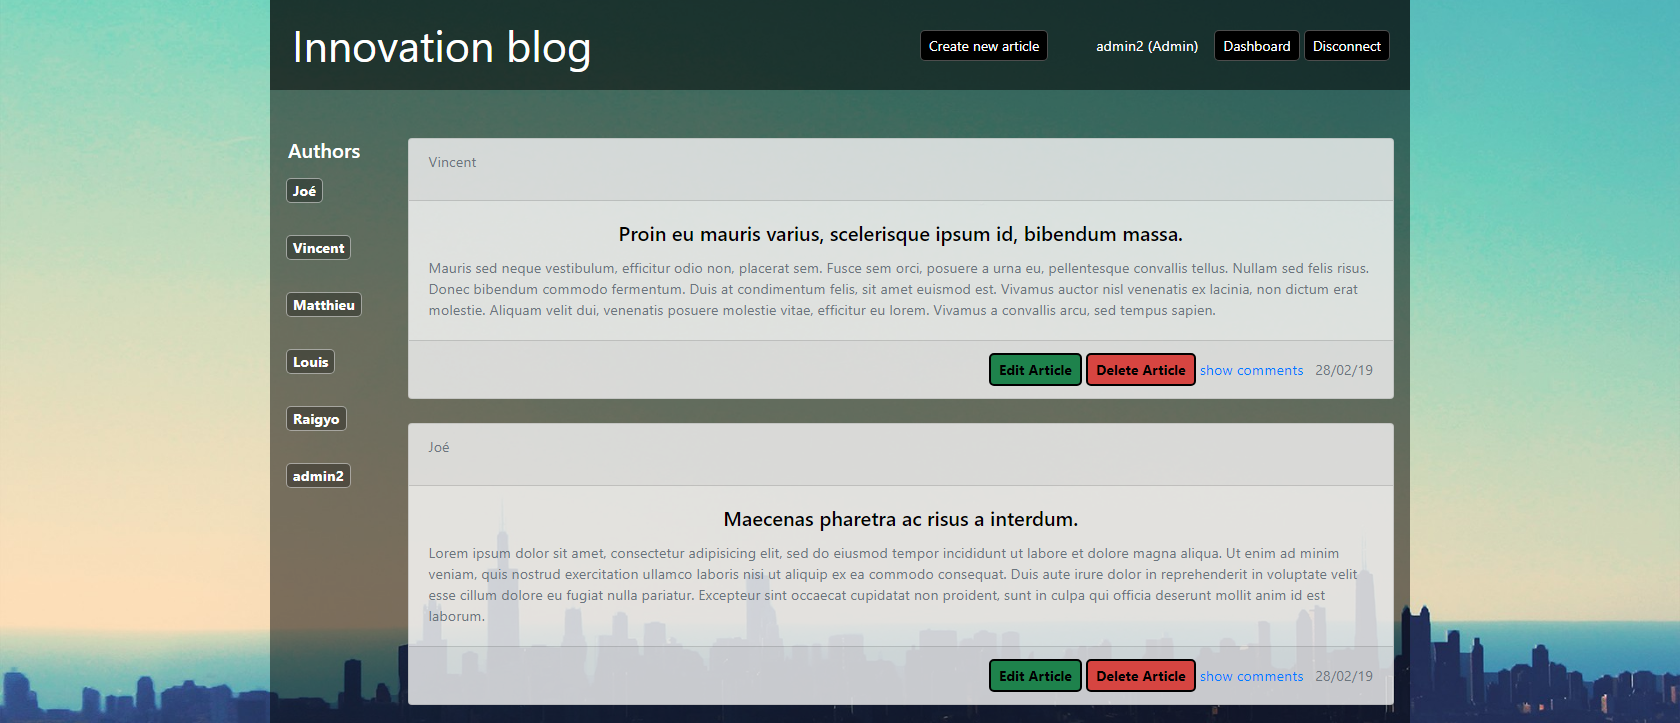 Innovation blog
Create new article
admin2 (Admin)
Dashboard
Disconnect
Authors
Joé
Vincent
Matthieu
Louis
Raigyo
admin2
Vincent
Proin eu mauris varius, scelerisque ipsum id, bibendum massa.
Mauris sed neque vestibulum, efficitur odio non, placerat sem. Fusce sem orci, posuere a urna eu, pellentesque convallis tellus. Nullam sed felis risus.
Donec bibendum commodo fermentum. Duis at condimentum felis, sit amet euismod est. Vivamus auctor nisl venenatis ex lacinia, non dictum erat
molestie. Aliquam velit dui, venenatis posuere molestie vitae, efficitur eu lorem. Vivamus a convallis arcu, sed tempus sapien.
Edit Article
Delete Article
show comments
28/02/19
Joé
Maecenas pharetra ac risus a interdum.
Lorem ipsum dolor sit amet, consectetur adipisicing elit, sed do eiusmod tempor incididunt ut labore et dolore magna aliqua. Ut enim ad minim
veniam, quis nostrud exercitation ullamco laboris nisi ut aliquip ex ea commodo consequat. Duis aute irure dolor in reprehenderit in voluptate velit
esse cillum dolore eu fugiat nulla pariatur. Excepteur sint occaecat cupidatat non proident, sunt in culpa qui officia deserunt mollit anim id est
laborum.
Edit Article
Delete Article
show comments
28/02/19